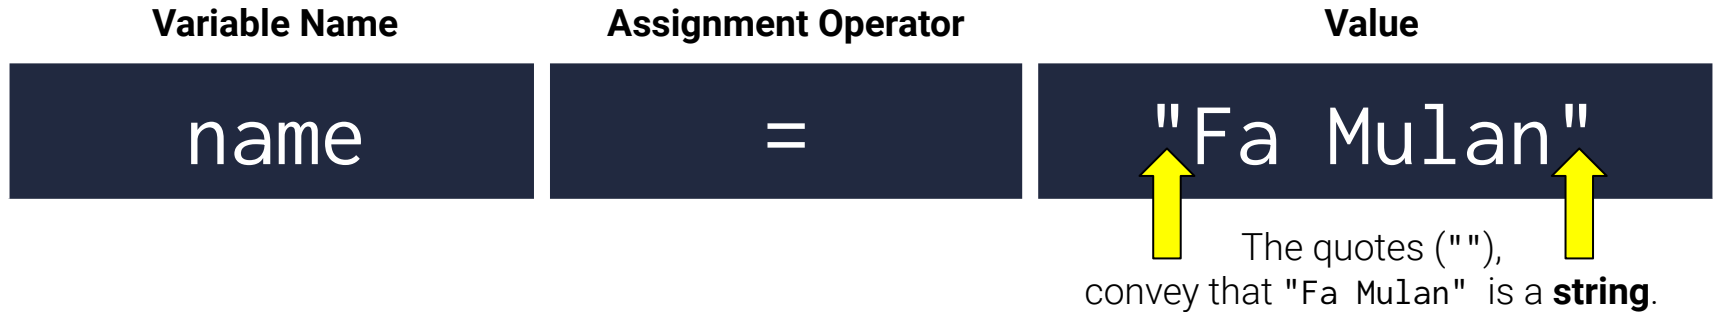 Variable Name Assignment Operator Value
name = "Fa Mulan"
The quotes (""),
convey that "Fa Mulan" is a string.